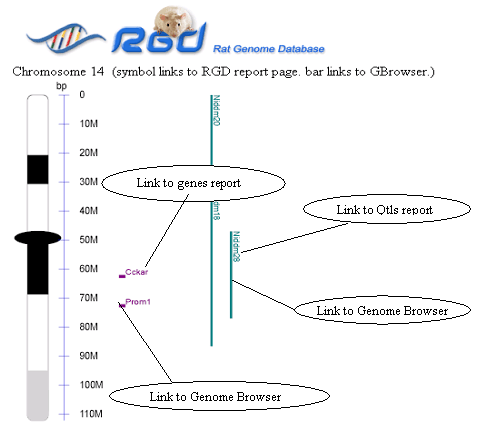 RGD Rat Genome Database
Chromosome 14 (symbol links to RGD report page. bar links to GBrowser.)
bp
0
10M
20M
30M
40M
50M
60M
70M
80M
90M
100M
110M
Niddm20
Link to genes report
dm18
Link to Qtls report
Niddm28
Cckar
Prom1
Link to Genome Browser
Link to Genome Browser